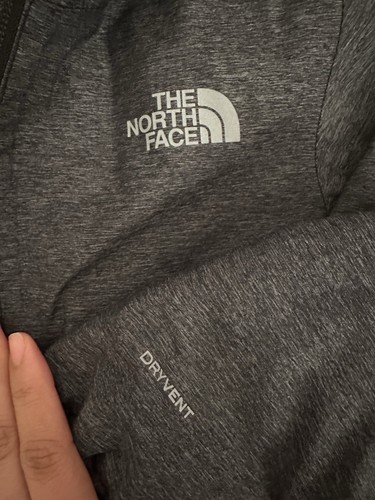 THE
NORTH
FACE
DRYVENT